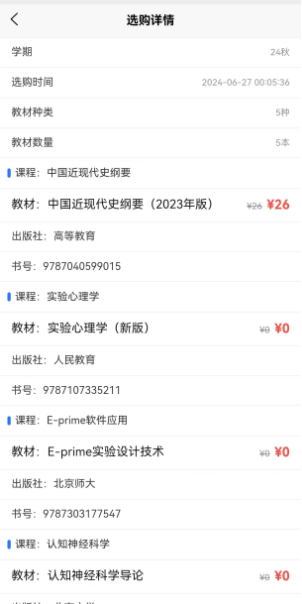 选购详情
学期 24秋
选购时间 2024-06-27 00:05:36
教材种类 5种
教材数量 5本
课程：中国近现代史纲要
教材：中国近现代史纲要（2023年版） ¥26 ¥26
出版社：高等教育
书号：9787040599015
课程：实验心理学
教材：实验心理学（新版） ¥0 ¥0
出版社：人民教育
书号：9787107335211
课程：E-prime软件应用
教材：E-prime实验设计技术 ¥0 ¥0
出版社：北京师大
书号：9787303177547
课程：认知神经科学
教材：认知神经科学导论 ¥0 ¥0